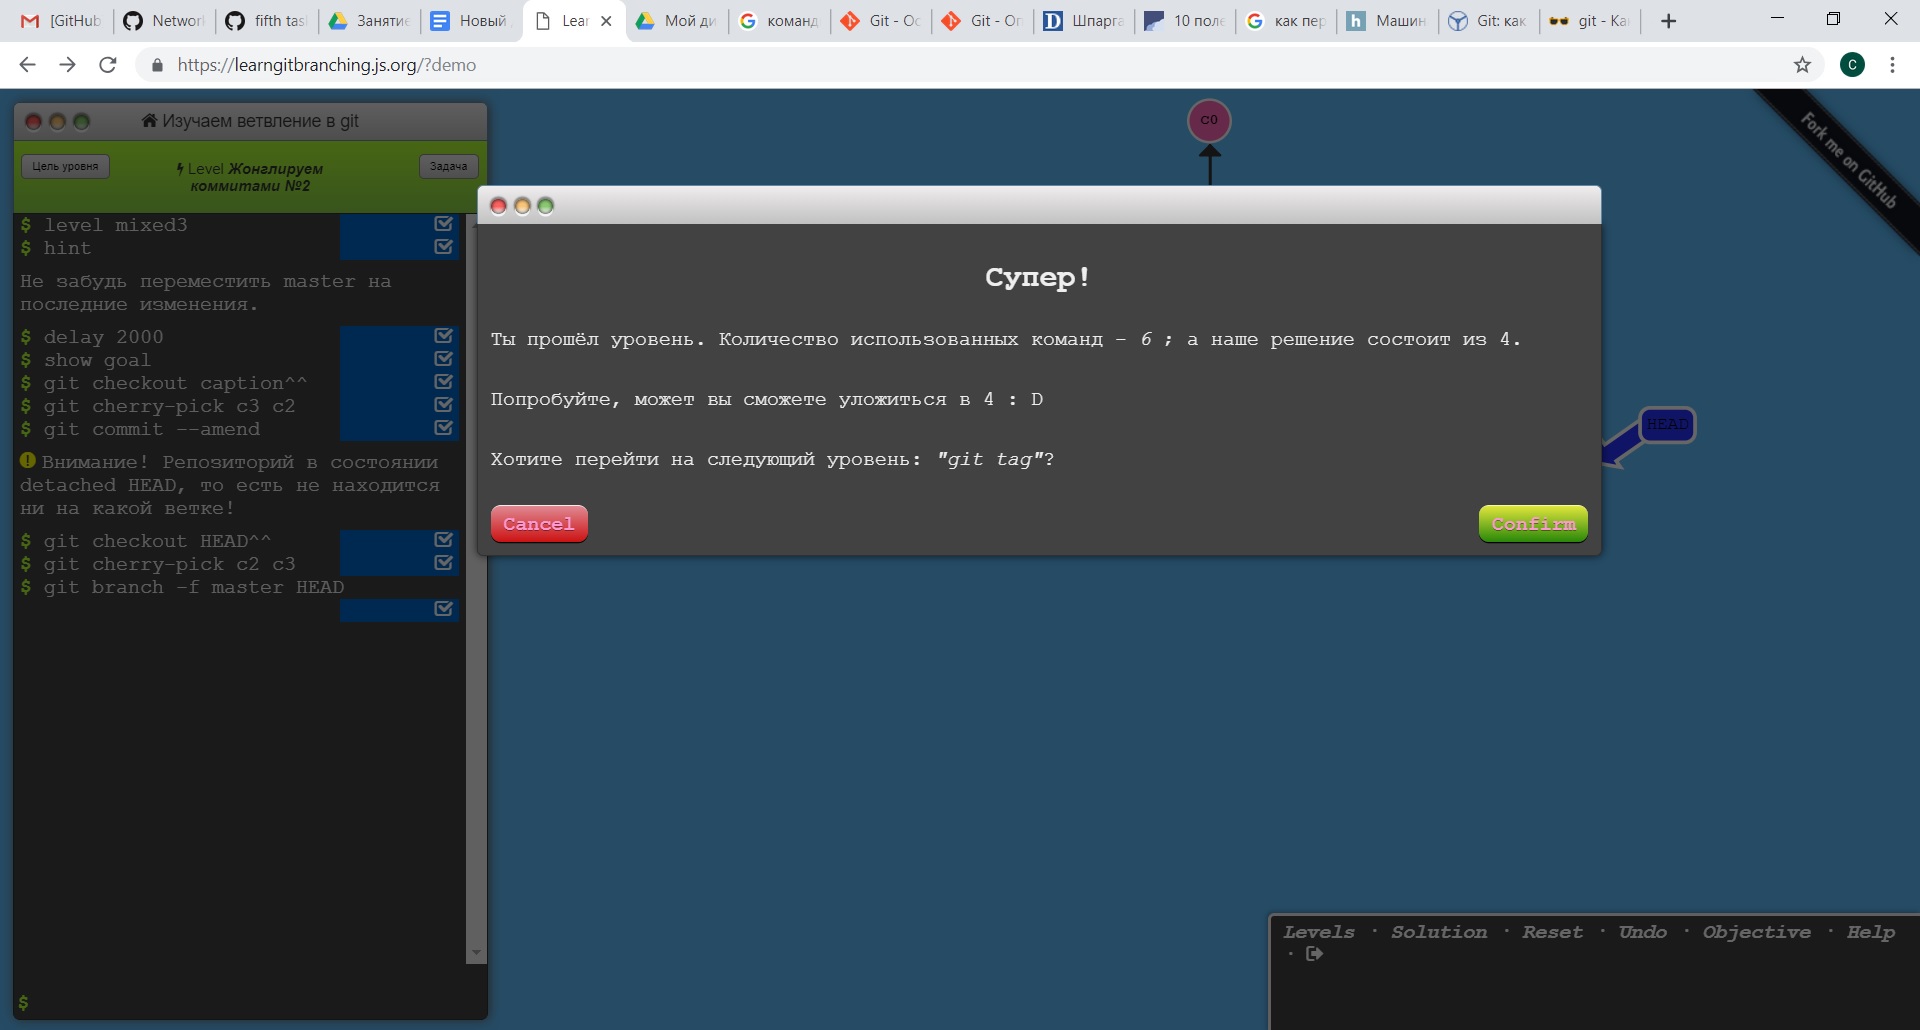 [GitHub
Network
fifth tas
Занятие
Новый
Lear
Мой ди
команд
Git - Ос
Git - Оп
D Шпарга
10 поле
G как пер
h Машин
Git: как
git - Ка
https://learngitbranching.js.org/?demo
C
Изучаем ветвление в git
Цель уровня
Level Жонглируем
коммитами №2
Задача
$ level mixed3
$ hint
Не забудь переместить master на
последние изменения.
$ delay 2000
$ show goal
$ git checkout caption^^
$ git cherry-pick c3 c2
$ git commit --amend
Внимание! Репозиторий в состоянии
detached HEAD, то есть не находится
ни на какой ветке!
$ git checkout HEAD^^
$ git cherry-pick c2 c3
$ git branch -f master HEAD
$
C0
Fork me on GitHub
Супер!
Ты прошёл уровень. Количество использованных команд - 6 ; а наше решение состоит из 4.
Попробуйте, может вы сможете уложиться в 4 : D
Хотите перейти на следующий уровень: "git tag"?
Cancel
Confirm
HEAD
Levels · Solution · Reset · Undo · Objective · Help
·